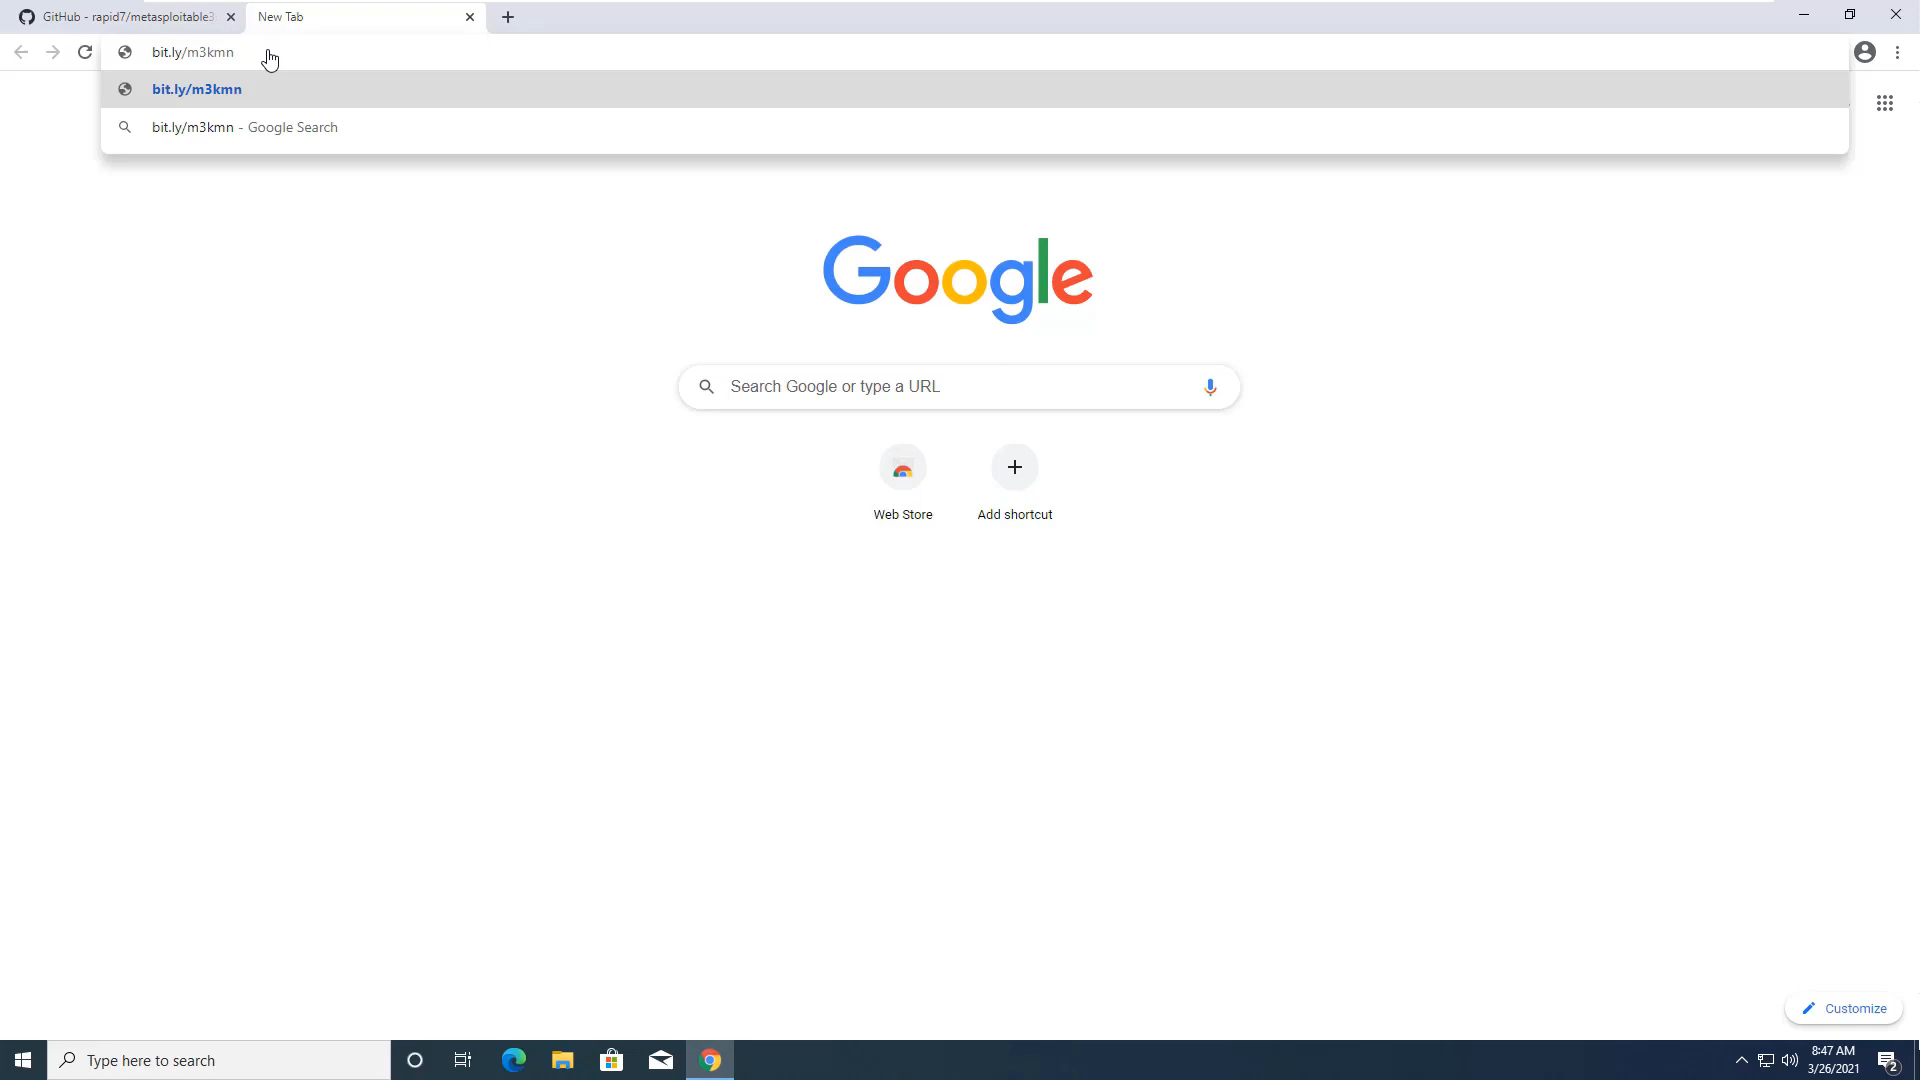 GitHub - rapid7/metasploitable3
New Tab
bit.ly/m3kmn
bit.ly/m3kmn
bit.ly/m3kmn - Google Search
Google
Search Google or type a URL
Web Store
Add shortcut
Customize
Type here to search
8:47 AM
3/26/2021
2